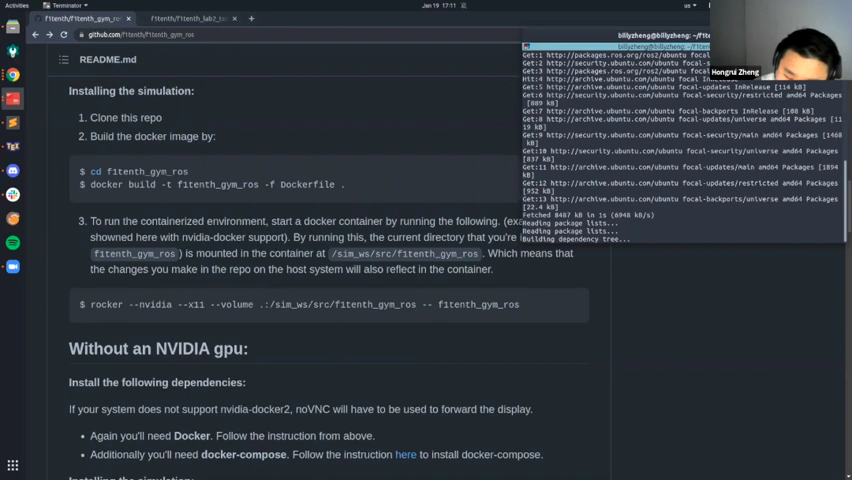 Activities
Terminator
Jan 19 17:11
us
f1tenth/f1tenth_gym_ros
f1tenth/f1tenth_lab2_t
github.com/f1tenth/f1tenth_gym_ros
README.md
Installing the simulation:
1. Clone this repo
2. Build the docker image by:
$ cd f1tenth_gym_ros
$ docker build -t f1tenth_gym_ros -f Dockerfile .
3. To run the containerized environment, start a docker container by running the following. (exa
showned here with nvidia-docker support). By running this, the current directory that you're i
f1tenth_gym_ros) is mounted in the container at /sim_ws/src/f1tenth_gym_ros. Which means that
the changes you make in the repo on the host system will also reflect in the container.
$ rocker --nvidia --x11 --volume .:/sim_ws/src/f1tenth_gym_ros -- f1tenth_gym_ros
Without an NVIDIA gpu:
Install the following dependencies:
If your system does not support nvidia-docker2, noVNC will have to be used to forward the display.
• Again you'll need Docker. Follow the instruction from above.
• Additionally you'll need docker-compose. Follow the instruction here to install docker-compose.
Installing the simulation:
billyzheng@billyzheng: ~/f1te
billyzheng@billyzheng: ~/f1tent
Get:1 http://packages.ros.org/ros2/ubuntu focal
Get:2 http://security.ubuntu.com/ubuntu focal-s
Get:3 http://packages.ros.org/ros2/ubuntu focal
Hit:4 http://archive.ubuntu.com/ubuntu focal InRelease
Get:5 http://archive.ubuntu.com/ubuntu focal-updates InRelease [114 kB]
Get:6 http://security.ubuntu.com/ubuntu focal-security/restricted amd64 Packages
[889 kB]
Get:7 http://archive.ubuntu.com/ubuntu focal-backports InRelease [108 kB]
Get:8 http://archive.ubuntu.com/ubuntu focal-updates/universe amd64 Packages [11
19 kB]
Get:9 http://security.ubuntu.com/ubuntu focal-security/main amd64 Packages [1468
kB]
Get:10 http://security.ubuntu.com/ubuntu focal-security/universe amd64 Packages
[837 kB]
Get:11 http://archive.ubuntu.com/ubuntu focal-updates/main amd64 Packages [1894
kB]
Get:12 http://archive.ubuntu.com/ubuntu focal-updates/restricted amd64 Packages
[952 kB]
Get:13 http://archive.ubuntu.com/ubuntu focal-backports/universe amd64 Packages
[22.4 kB]
Fetched 8487 kB in 1s (6948 kB/s)
Reading package lists...
Reading package lists...
Building dependency tree...
Hongrui Zheng